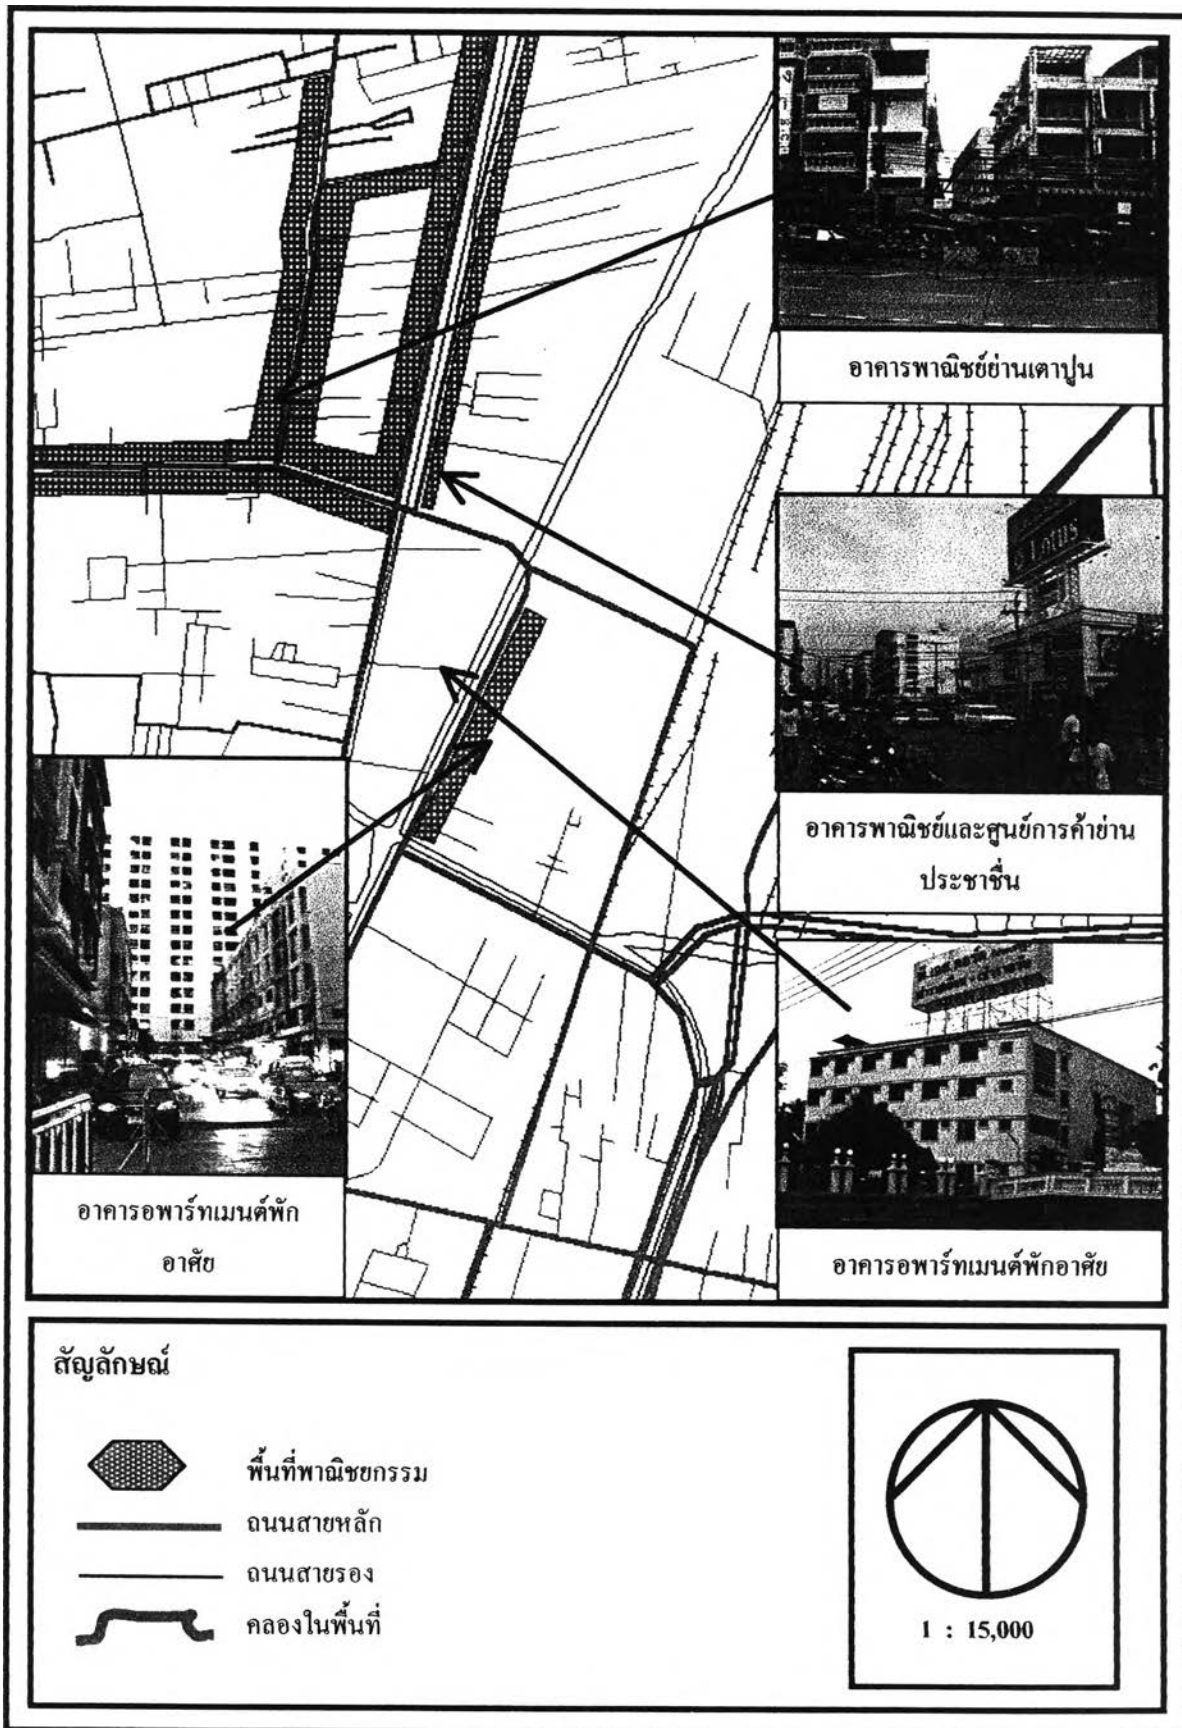 อาคารพาณิชย์ย่านเตาปูน
Lotus
อาคารพาณิชย์และศูนย์การค้าย่าน
ประชาชื่น
อาคารอพาร์ทเมนต์พัก
อาศัย
อาคารอพาร์ทเมนต์พักอาศัย
สัญลักษณ์
พื้นที่พาณิชยกรรม
ถนนสายหลัก
ถนนสายรอง
คลองในพื้นที่
1 : 15,000